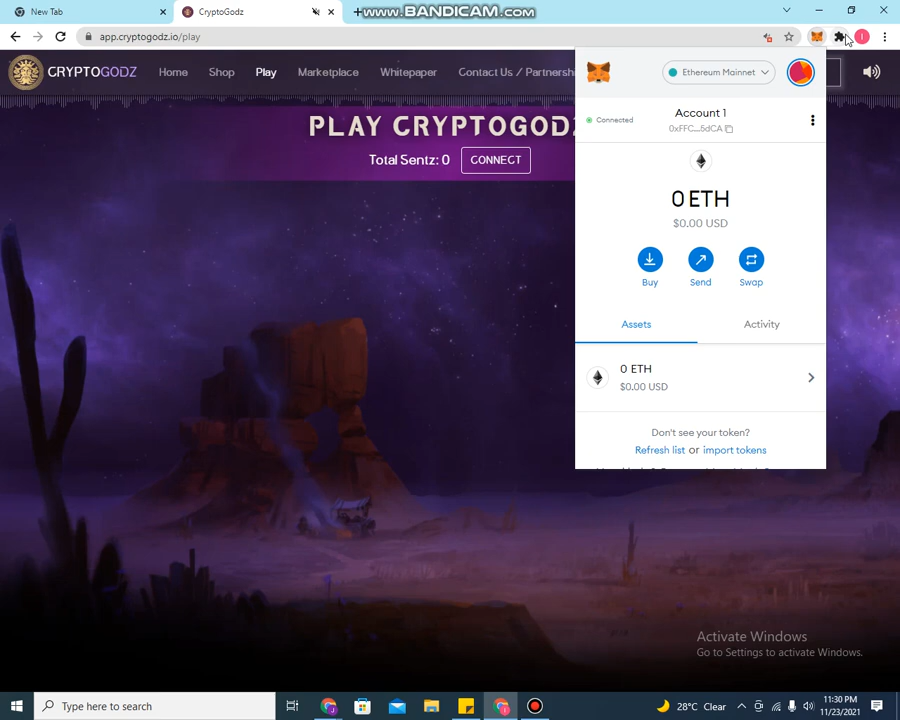 New Tab
CryptoGodz
www.BANDICAM.com
app.cryptogodz.io/play
CRYPTOGODZ
Home
Shop
Play
Marketplace
Whitepaper
Contact Us / Partnershi
Ethereum Mainnet
PLAY CRYPTOGODZ
Total Sentz: 0
CONNECT
Connected
Account 1
0xFFC...5dCA
0 ETH
$0.00 USD
Buy
Send
Swap
Assets
Activity
0 ETH
$0.00 USD
Don't see your token?
Refresh list or import tokens
Activate Windows
Go to Settings to activate Windows.
Type here to search
28°C Clear
11:30 PM
11/23/2021